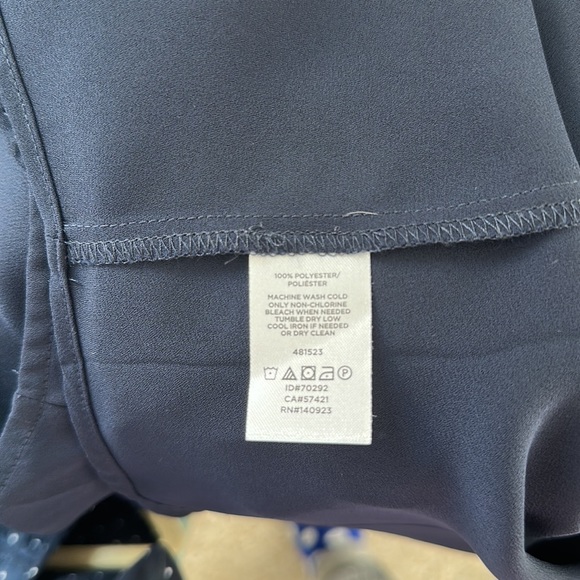 100% POLYESTER/
POLIÉSTER
MACHINE WASH COLD
ONLY NON-CHLORINE
BLEACH WHEN NEEDED
TUMBLE DRY LOW
COOL IRON IF NEEDED
OR DRY CLEAN
481523
P
ID#70292
CA#57421
RN#140923